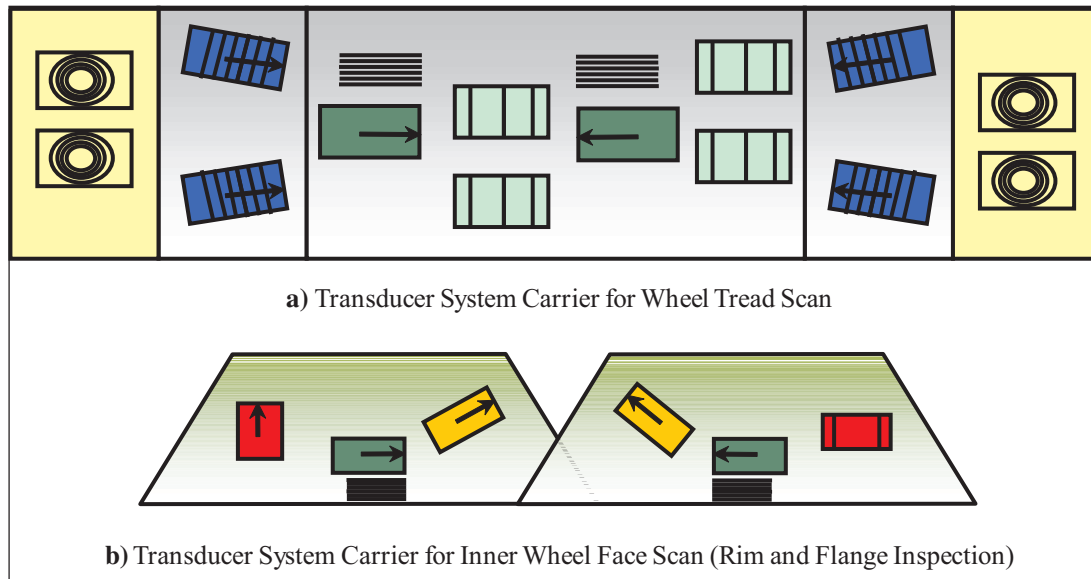 a) Transducer System Carrier for Wheel Tread Scan
b) Transducer System Carrier for Inner Wheel Face Scan (Rim and Flange Inspection)